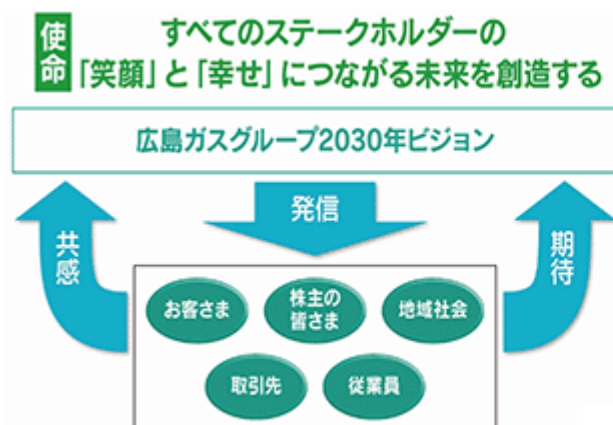 使命
すべてのステークホルダーの
「笑顔」と「幸せ」につながる未来を創造する
広島ガスグループ2030年ビジョン
共感
発信
期待
お客さま
株主の
皆さま
地域社会
取引先
従業員